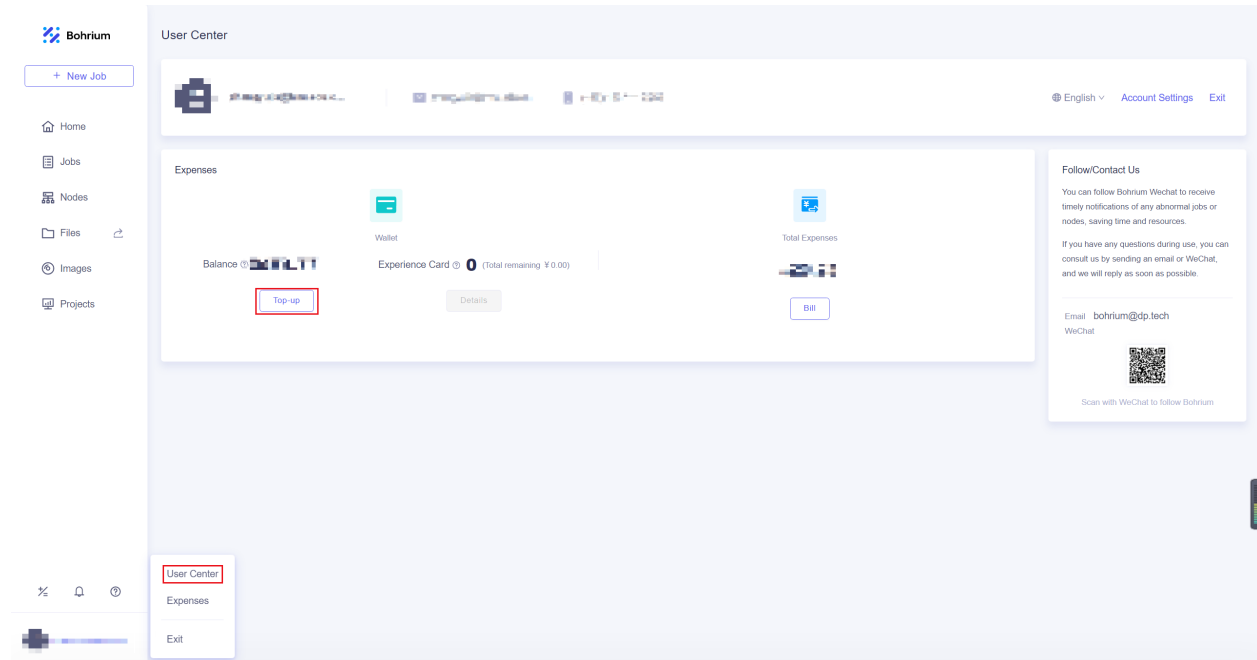 Bohrium
+ New Job
Home
Jobs
Nodes
Files
Images
Projects
User Center
English
Account Settings
Exit
Expenses
Wallet
Balance
Experience Card 0 (Total remaining ¥0.00)
Top-up
Details
Total Expenses
Bill
Follow/Contact Us
You can follow Bohrium Wechat to receive
timely notifications of any abnormal jobs or
nodes, saving time and resources.
If you have any questions during use, you can
consult us by sending an email or WeChat,
and we will reply as soon as possible.
Email bohrium@dp.tech
WeChat
Scan with WeChat to follow Bohrium
User Center
Expenses
Exit